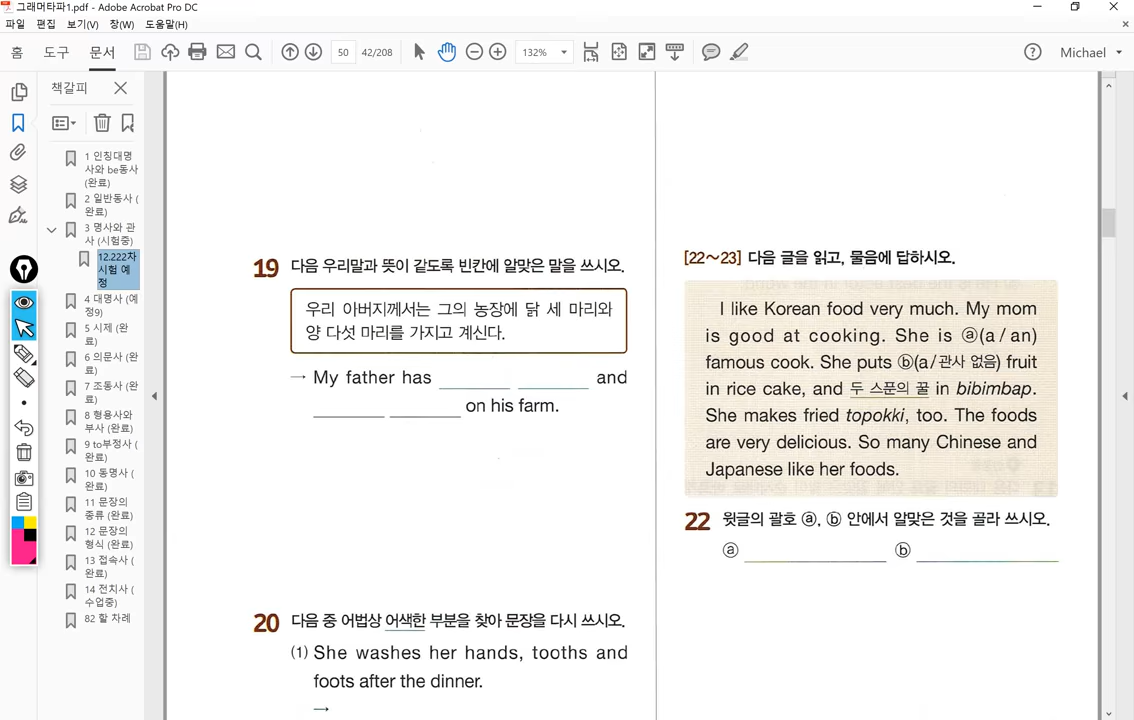 그래머타파1.pdf - Adobe Acrobat Pro DC
파일 편집 보기(V) 창(W) 도움말(H)
홈 도구 문서
50 42/208
132%
Michael
책갈피
1 인칭대명
사와 be동사
(완료)
2 일반동사 (
완료)
3 명사와 관
사 (시험중)
12.222차
시험 예
정
4 대명사 (예
정9)
5 시제 (완
료)
6 의문사 (완
료)
7 조동사 (완
료)
8 형용사와
부사 (완료)
9 to부정사 (
완료)
10 동명사 (
완료)
11 문장의
종류 (완료)
12 문장의
형식 (완료)
13 접속사 (
완료)
14 전치사 (
수업중)
82 할 차례
19 다음 우리말과 뜻이 같도록 빈칸에 알맞은 말을 쓰시오.
우리 아버지께서는 그의 농장에 닭 세 마리와
양 다섯 마리를 가지고 계신다.
→ My father has ________ ________ and
________ ________ on his farm.
20 다음 중 어법상 어색한 부분을 찾아 문장을 다시 쓰시오.
(1) She washes her hands, tooths and
foots after the dinner.
→
[22~23] 다음 글을 읽고, 물음에 답하시오.
I like Korean food very much. My mom
is good at cooking. She is ⓐ(a / an)
famous cook. She puts ⓑ(a / 관사 없음) fruit
in rice cake, and 두 스푼의 꿀 in bibimbap.
She makes fried topokki, too. The foods
are very delicious. So many Chinese and
Japanese like her foods.
22 윗글의 괄호 ⓐ, ⓑ 안에서 알맞은 것을 골라 쓰시오.
ⓐ ________ ⓑ ________